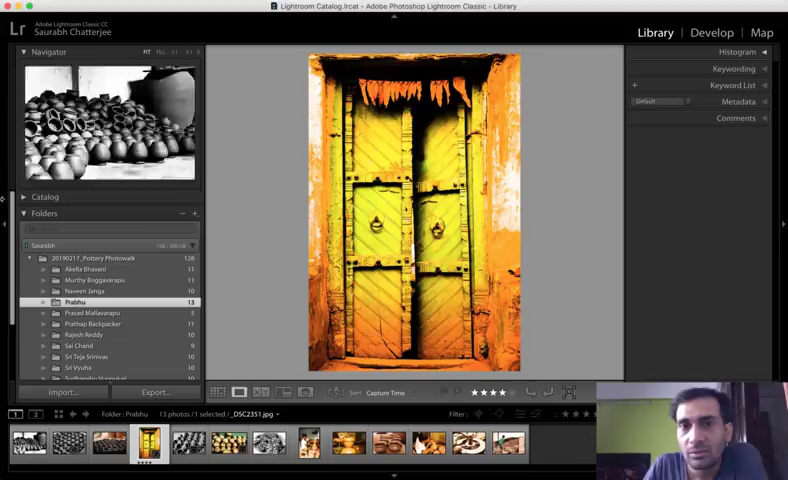 Lightroom Catalog.lrcat - Adobe Photoshop Lightroom Classic - Library
Lr
Adobe Lightroom Classic CC
Saurabh Chatterjee
Library | Develop | Map
Navigator
FIT FILL 1:1
Histogram
Keywording
+ Keyword List
Default Metadata
Comments
Catalog
Folders − +
Saurabh
20190217_Pottery Photowalk 128
Akella Bhavani 11
Murthy Boggavarapu 11
Naveen Janga 10
Prabhu 13
Prasad Mallavarapu 5
Prathap Backpacker 11
Rajesh Reddy 10
Sai Chand 9
Sri Teja Srinivas 10
Sri Vyuha 10
Import...
Export...
Sort: Capture Time
1 2
Folder : Prabhu
13 photos / 1 selected / _DSC2351.jpg
Filter :